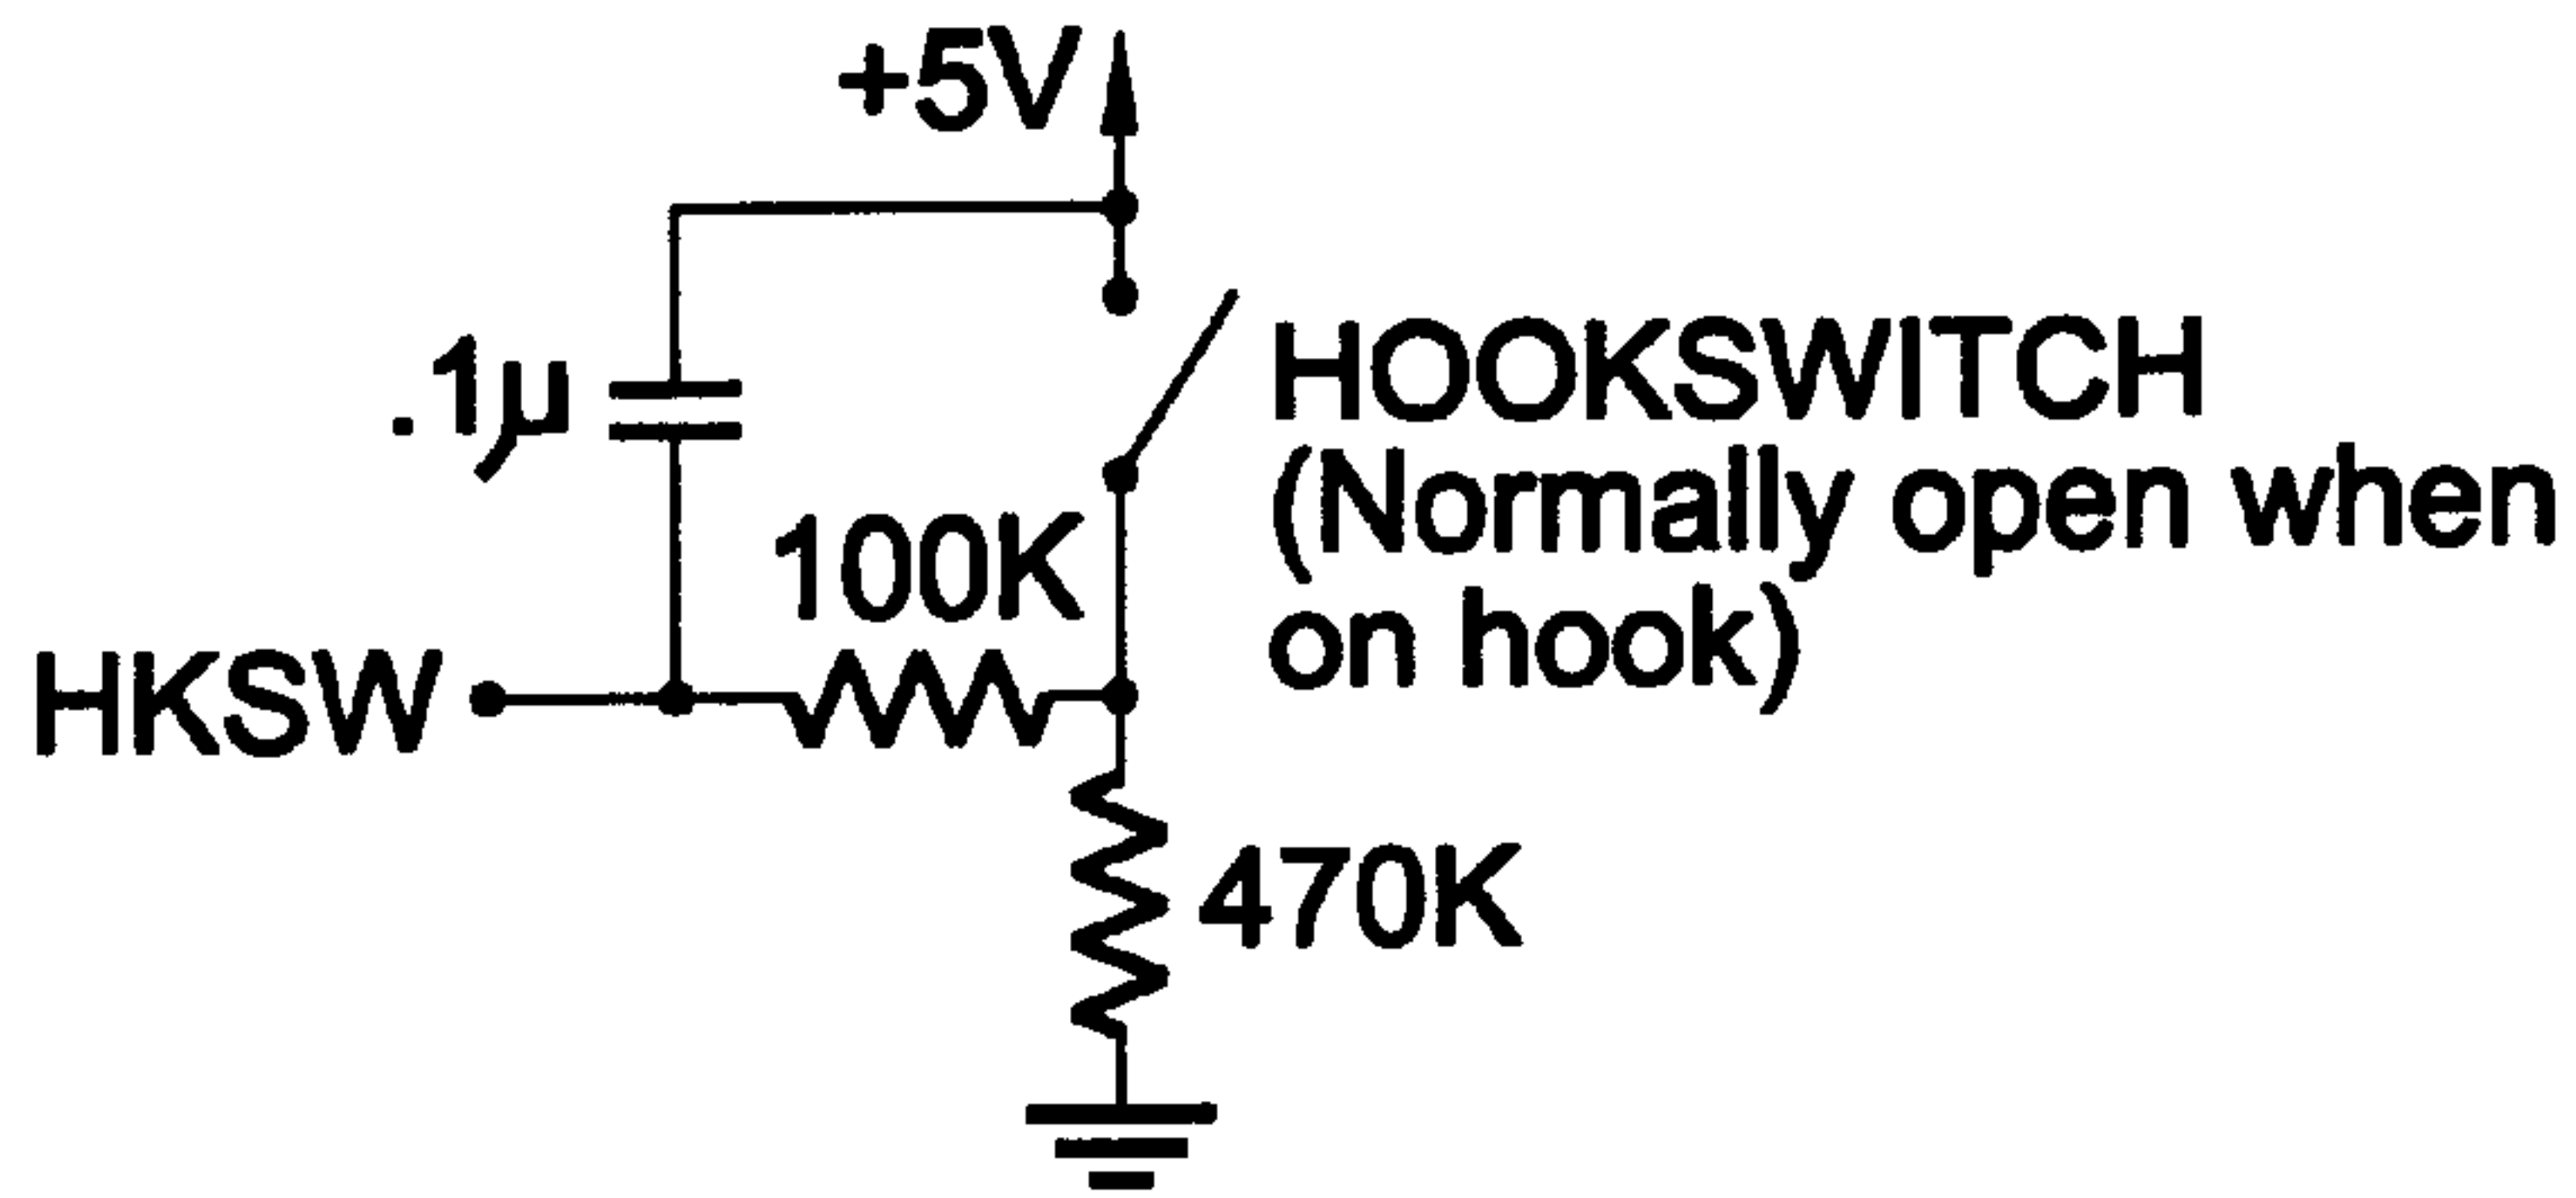 +5V
.1µ
HOOKSWITCH
(Normally open when
on hook)
100K
HKSW
470K